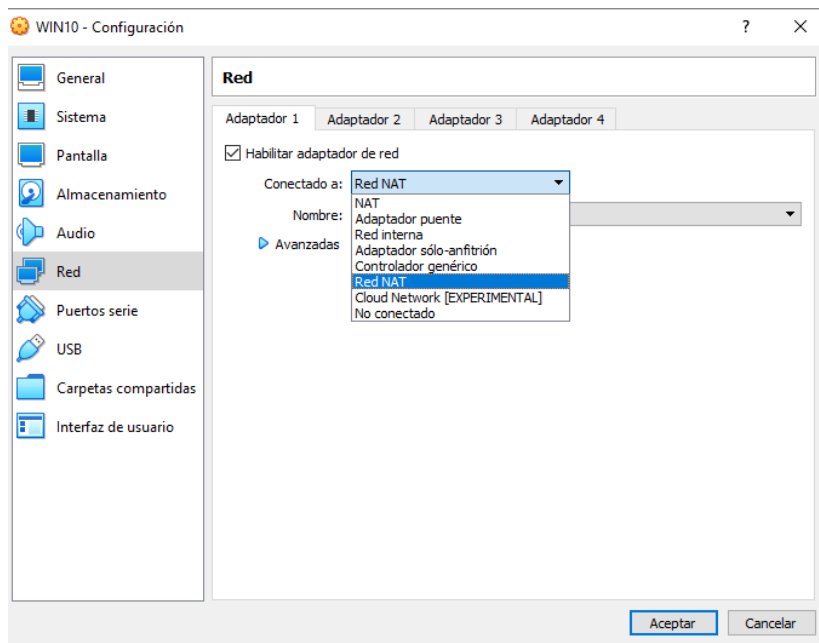 WIN10 - Configuración
?
General
Sistema
Pantalla
Almacenamiento
Audio
Red
Puertos serie
USB
Carpetas compartidas
Interfaz de usuario
Red
Adaptador 1 Adaptador 2 Adaptador 3 Adaptador 4
Habilitar adaptador de red
Conectado a: Red NAT
Nombre:
Avanzadas
NAT
Adaptador puente
Red interna
Adaptador sólo-anfitrión
Controlador genérico
Red NAT
Cloud Network [EXPERIMENTAL]
No conectado
Aceptar Cancelar